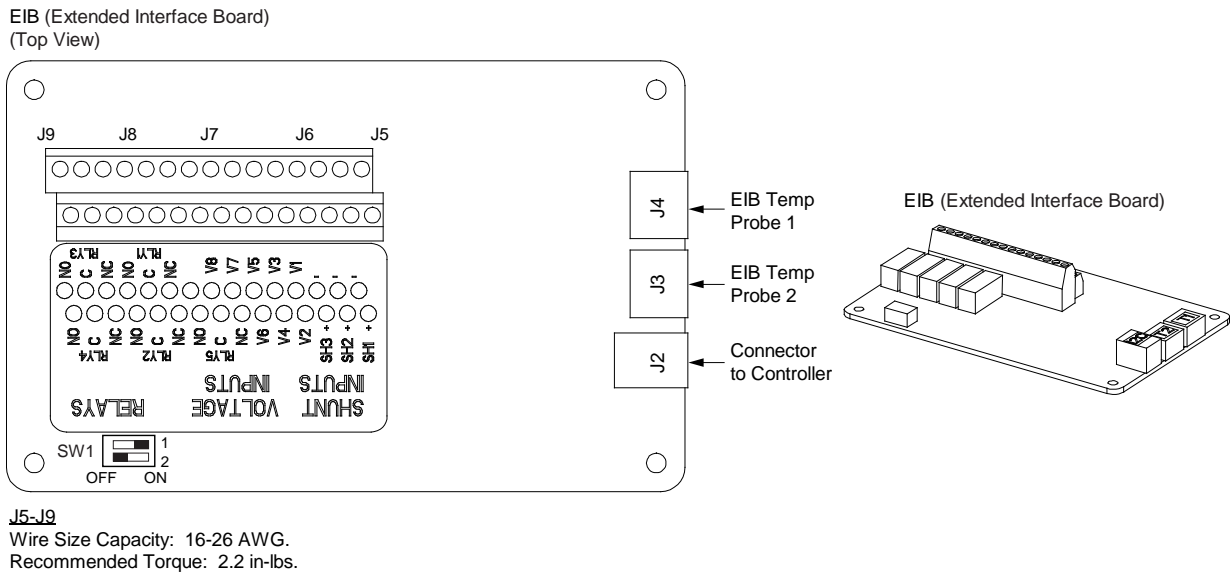 EIB (Extended Interface Board)
(Top View)
J9 J8 J7 J6 J5
RLY3 RLY1
NO C NC NO C NC V8 V7 V5 V3 V1 - - -
NO C NC NO C NC NO C NC V6 V4 V2 SH3 + SH2 + SH1 +
RLY4 RLY2 RLY5
RELAYS
VOLTAGE INPUTS
SHUNT INPUTS
SW1
1
2
OFF ON
J4
EIB Temp
Probe 1
J3
EIB Temp
Probe 2
J2
Connector
to Controller
EIB (Extended Interface Board)
J5-J9
Wire Size Capacity: 16-26 AWG.
Recommended Torque: 2.2 in-lbs.